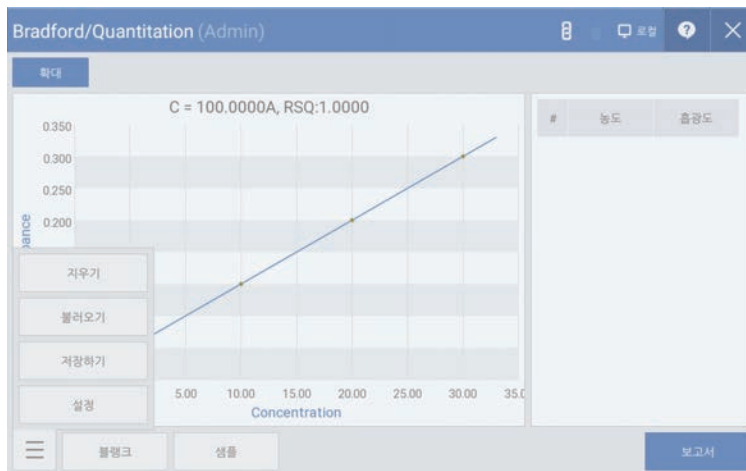 Bradford/Quantitation (Admin)
로컬
확대
C = 100.0000A, RSQ:1.0000
# 농도 흡광도
0.350
0.300
0.250
0.200
지우기
불러오기
저장하기
설정
5.00 10.00 15.00 20.00 25.00 30.00
Concentration
블랭크 샘플 보고서